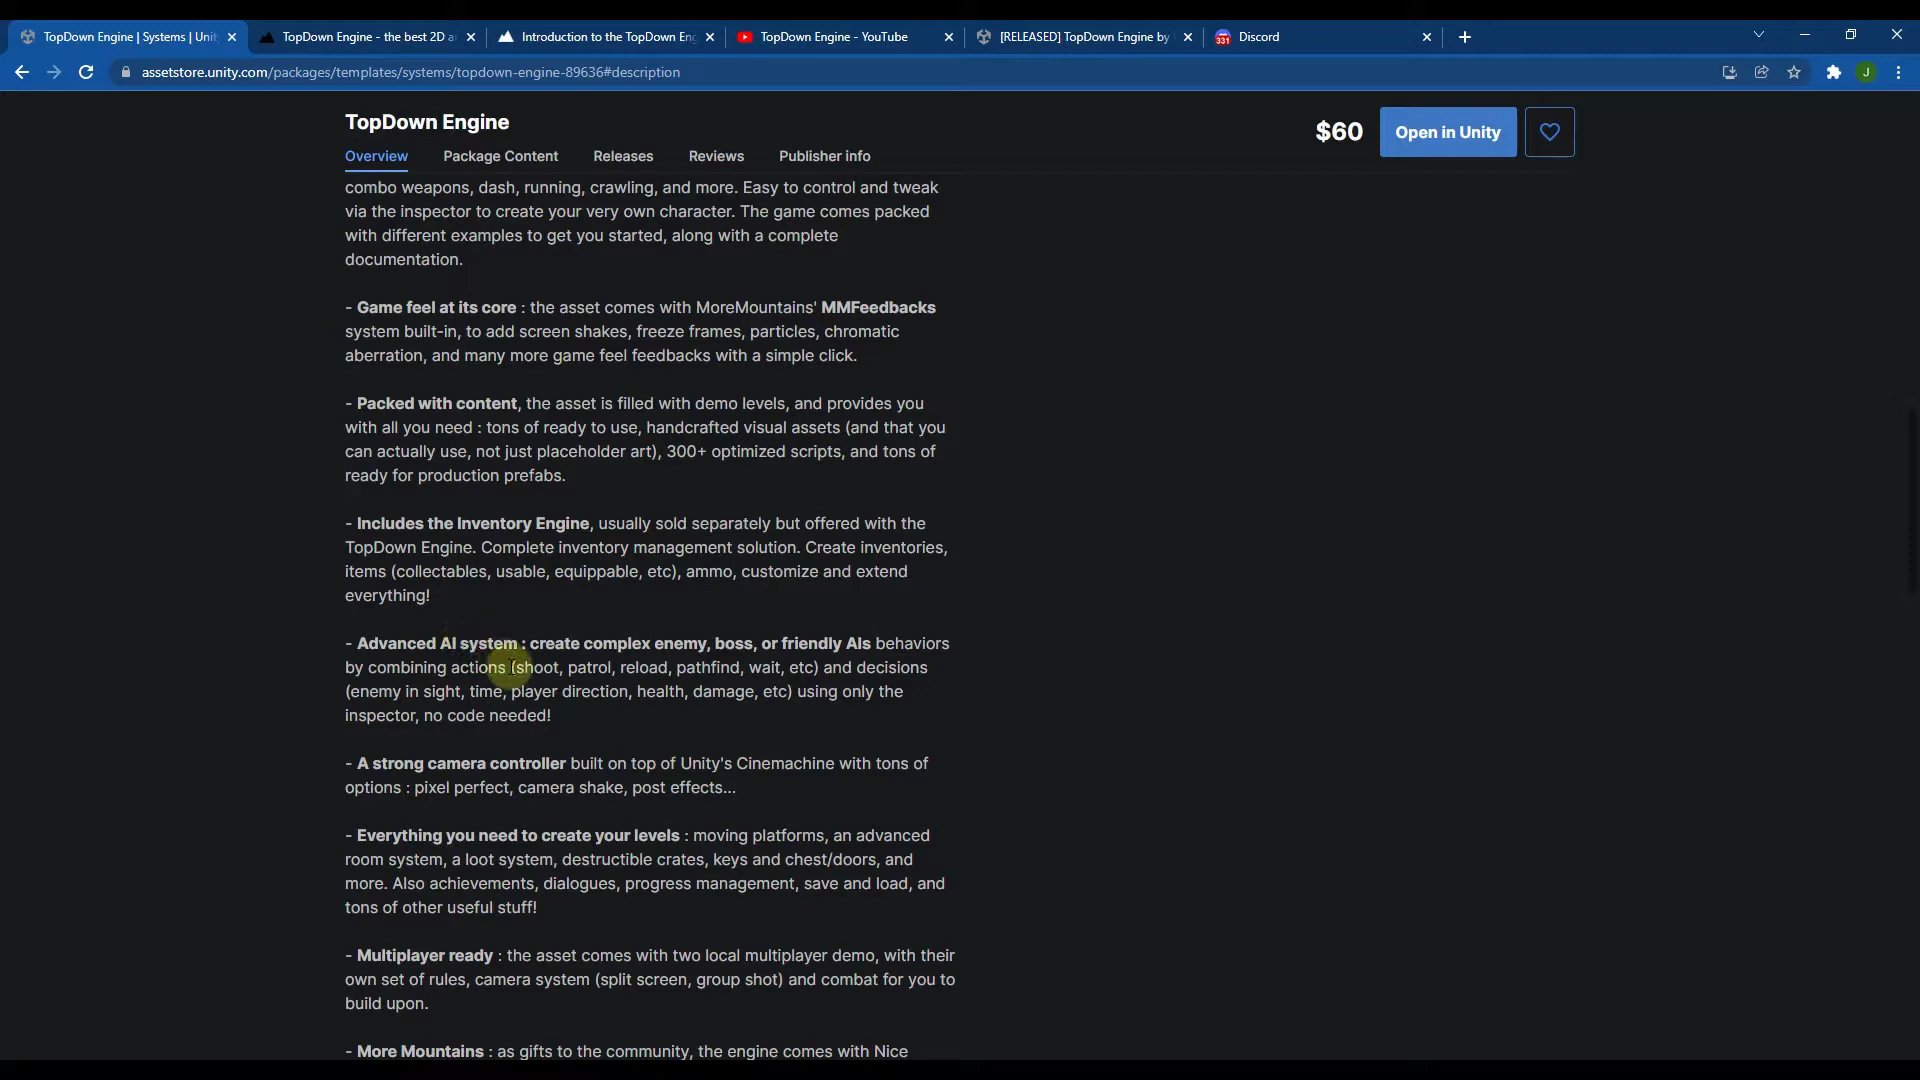 TopDown Engine | Systems | Unit
TopDown Engine - the best 2D a
Introduction to the TopDown Eng
TopDown Engine - YouTube
[RELEASED] TopDown Engine by
331
Discord
assetstore.unity.com/packages/templates/systems/topdown-engine-89636#description
J
TopDown Engine
$60
Open in Unity
Overview
Package Content
Releases
Reviews
Publisher info
combo weapons, dash, running, crawling, and more. Easy to control and tweak
via the inspector to create your very own character. The game comes packed
with different examples to get you started, along with a complete
documentation.
- Game feel at its core : the asset comes with MoreMountains' MMFeedbacks
system built-in, to add screen shakes, freeze frames, particles, chromatic
aberration, and many more game feel feedbacks with a simple click.
- Packed with content, the asset is filled with demo levels, and provides you
with all you need : tons of ready to use, handcrafted visual assets (and that you
can actually use, not just placeholder art), 300+ optimized scripts, and tons of
ready for production prefabs.
- Includes the Inventory Engine, usually sold separately but offered with the
TopDown Engine. Complete inventory management solution. Create inventories,
items (collectables, usable, equippable, etc), ammo, customize and extend
everything!
- Advanced AI system : create complex enemy, boss, or friendly AIs behaviors
by combining actions (shoot, patrol, reload, pathfind, wait, etc) and decisions
(enemy in sight, time, player direction, health, damage, etc) using only the
inspector, no code needed!
- A strong camera controller built on top of Unity's Cinemachine with tons of
options : pixel perfect, camera shake, post effects...
- Everything you need to create your levels : moving platforms, an advanced
room system, a loot system, destructible crates, keys and chest/doors, and
more. Also achievements, dialogues, progress management, save and load, and
tons of other useful stuff!
- Multiplayer ready : the asset comes with two local multiplayer demo, with their
own set of rules, camera system (split screen, group shot) and combat for you to
build upon.
- More Mountains : as gifts to the community, the engine comes with Nice